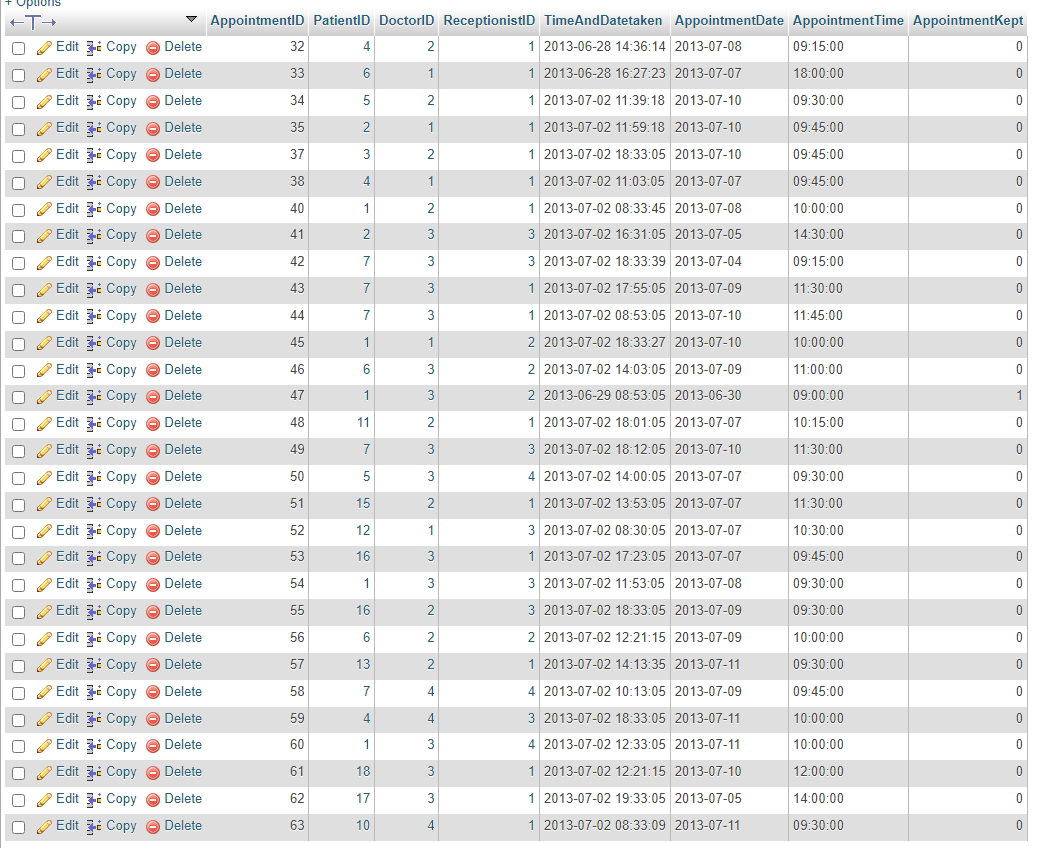 + Options
←T→ AppointmentID PatientID DoctorID ReceptionistID TimeAndDatetaken AppointmentDate AppointmentTime AppointmentKept
Edit Copy Delete 32 4 2 1 2013-06-28 14:36:14 2013-07-08 09:15:00 0
Edit Copy Delete 33 6 1 1 2013-06-28 16:27:23 2013-07-07 18:00:00 0
Edit Copy Delete 34 5 2 1 2013-07-02 11:39:18 2013-07-10 09:30:00 0
Edit Copy Delete 35 2 1 1 2013-07-02 11:59:18 2013-07-10 09:45:00 0
Edit Copy Delete 37 3 2 1 2013-07-02 18:33:05 2013-07-10 09:45:00 0
Edit Copy Delete 38 4 1 1 2013-07-02 11:03:05 2013-07-07 09:45:00 0
Edit Copy Delete 40 1 2 1 2013-07-02 08:33:45 2013-07-08 10:00:00 0
Edit Copy Delete 41 2 3 3 2013-07-02 16:31:05 2013-07-05 14:30:00 0
Edit Copy Delete 42 7 3 3 2013-07-02 18:33:39 2013-07-04 09:15:00 0
Edit Copy Delete 43 7 3 1 2013-07-02 17:55:05 2013-07-09 11:30:00 0
Edit Copy Delete 44 7 3 1 2013-07-02 08:53:05 2013-07-10 11:45:00 0
Edit Copy Delete 45 1 1 2 2013-07-02 18:33:27 2013-07-10 10:00:00 0
Edit Copy Delete 46 6 3 2 2013-07-02 14:03:05 2013-07-09 11:00:00 0
Edit Copy Delete 47 1 3 2 2013-06-29 08:53:05 2013-06-30 09:00:00 1
Edit Copy Delete 48 11 2 1 2013-07-02 18:01:05 2013-07-07 10:15:00 0
Edit Copy Delete 49 7 3 3 2013-07-02 18:12:05 2013-07-10 11:30:00 0
Edit Copy Delete 50 5 3 4 2013-07-02 14:00:05 2013-07-07 09:30:00 0
Edit Copy Delete 51 15 2 1 2013-07-02 13:53:05 2013-07-07 11:30:00 0
Edit Copy Delete 52 12 1 3 2013-07-02 08:30:05 2013-07-07 10:30:00 0
Edit Copy Delete 53 16 3 1 2013-07-02 17:23:05 2013-07-07 09:45:00 0
Edit Copy Delete 54 1 3 3 2013-07-02 11:53:05 2013-07-08 09:30:00 0
Edit Copy Delete 55 16 2 3 2013-07-02 18:33:05 2013-07-09 09:30:00 0
Edit Copy Delete 56 6 2 2 2013-07-02 12:21:15 2013-07-09 10:00:00 0
Edit Copy Delete 57 13 2 1 2013-07-02 14:13:35 2013-07-11 09:30:00 0
Edit Copy Delete 58 7 4 4 2013-07-02 10:13:05 2013-07-09 09:45:00 0
Edit Copy Delete 59 4 4 3 2013-07-02 18:33:05 2013-07-11 10:00:00 0
Edit Copy Delete 60 1 3 4 2013-07-02 12:33:05 2013-07-11 10:00:00 0
Edit Copy Delete 61 18 3 1 2013-07-02 12:21:15 2013-07-10 12:00:00 0
Edit Copy Delete 62 17 3 1 2013-07-02 19:33:05 2013-07-05 14:00:00 0
Edit Copy Delete 63 10 4 1 2013-07-02 08:33:09 2013-07-11 09:30:00 0